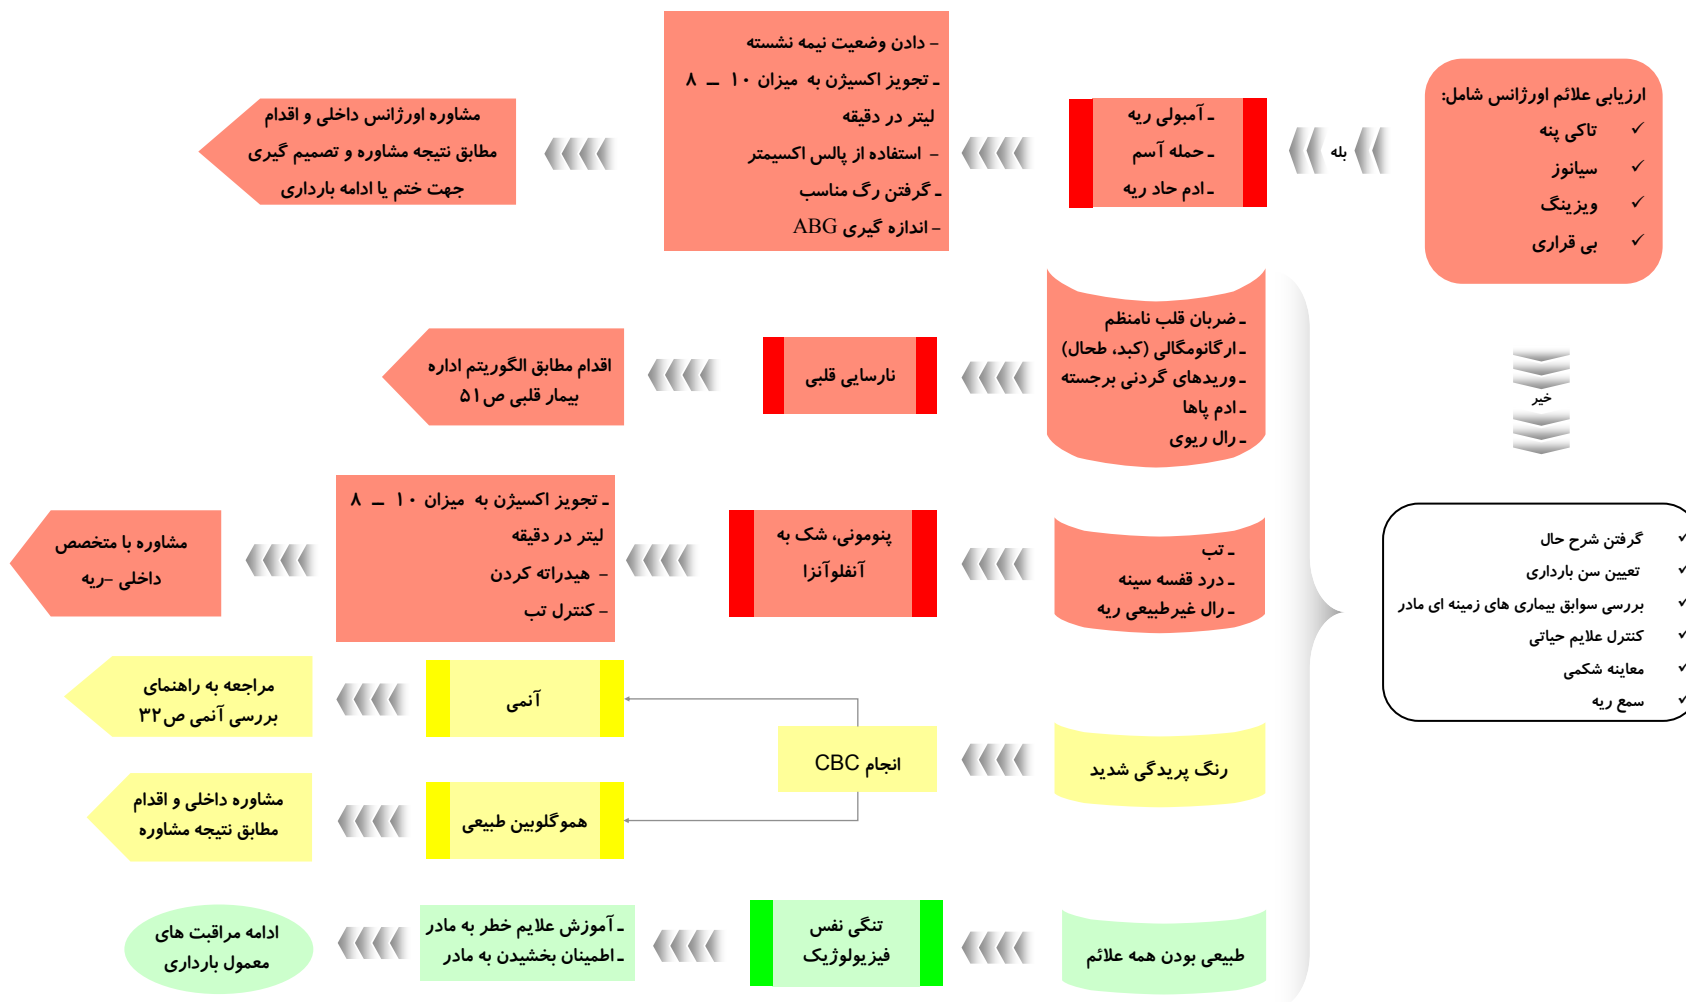 ارزیابی علائم اورژانس شامل:
✓ تاکی پنه
✓ سیانوز
✓ ویزینگ
✓ بی قراری
بله
ـ آمبولی ریه
ـ حمله آسم
ـ ادم حاد ریه
- دادن وضعیت نیمه نشسته
ـ تجویز اکسیژن به میزان ۱۰ ــ ۸
لیتر در دقیقه
- استفاده از پالس اکسیمتر
ـ گرفتن رگ مناسب
- اندازه گیری ABG
مشاوره اورژانس داخلی و اقدام
مطابق نتیجه مشاوره و تصمیم گیری
جهت ختم یا ادامه بارداری
خیر
✓ گرفتن شرح حال
✓ تعیین سن بارداری
✓ بررسی سوابق بیماری های زمینه ای مادر
✓ کنترل علایم حیاتی
✓ معاینه شکمی
✓ سمع ریه
ـ ضربان قلب نامنظم
ـ ارگانومگالی (کبد، طحال)
ـ وریدهای گردنی برجسته
ـ ادم پاها
ـ رال ریوی
نارسایی قلبی
اقدام مطابق الگوریتم اداره
بیمار قلبی ص۵۱
ـ تب
ـ درد قفسه سینه
ـ رال غیرطبیعی ریه
پنومونی، شک به
آنفلوآنزا
ـ تجویز اکسیژن به میزان ۱۰ ــ ۸
لیتر در دقیقه
- هیدراته کردن
- کنترل تب
مشاوره با متخصص
داخلی -ریه
رنگ پریدگی شدید
انجام CBC
آنمی
مراجعه به راهنمای
بررسی آنمی ص۳۲
هموگلوبین طبیعی
مشاوره داخلی و اقدام
مطابق نتیجه مشاوره
طبیعی بودن همه علائم
تنگی نفس
فیزیولوژیک
ـ آموزش علایم خطر به مادر
ـ اطمینان بخشیدن به مادر
ادامه مراقبت های
معمول بارداری